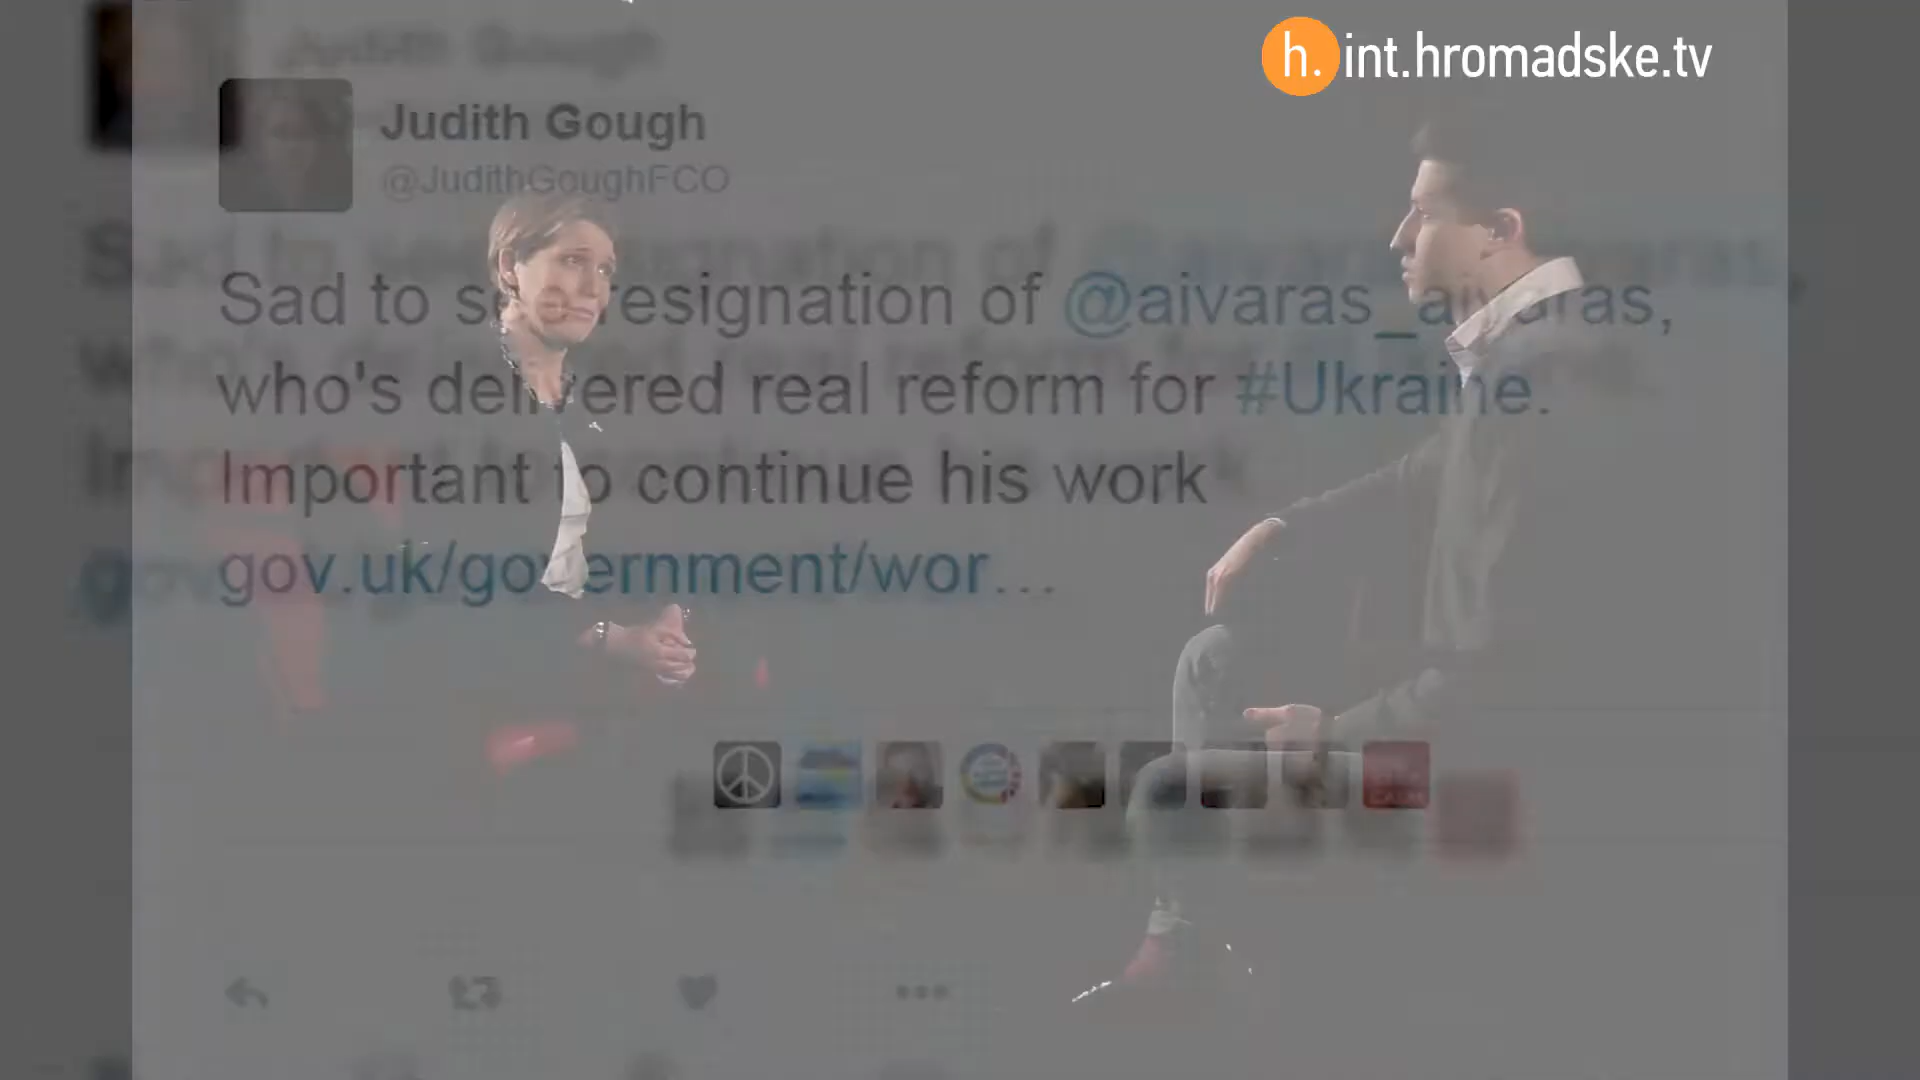 h. int.hromadske.tv
Judith Gough
@JudithGoughFCO
Sad to see resignation of @aivaras_aivaras,
who's delivered real reform for #Ukraine.
Important to continue his work
gov.uk/government/wor…